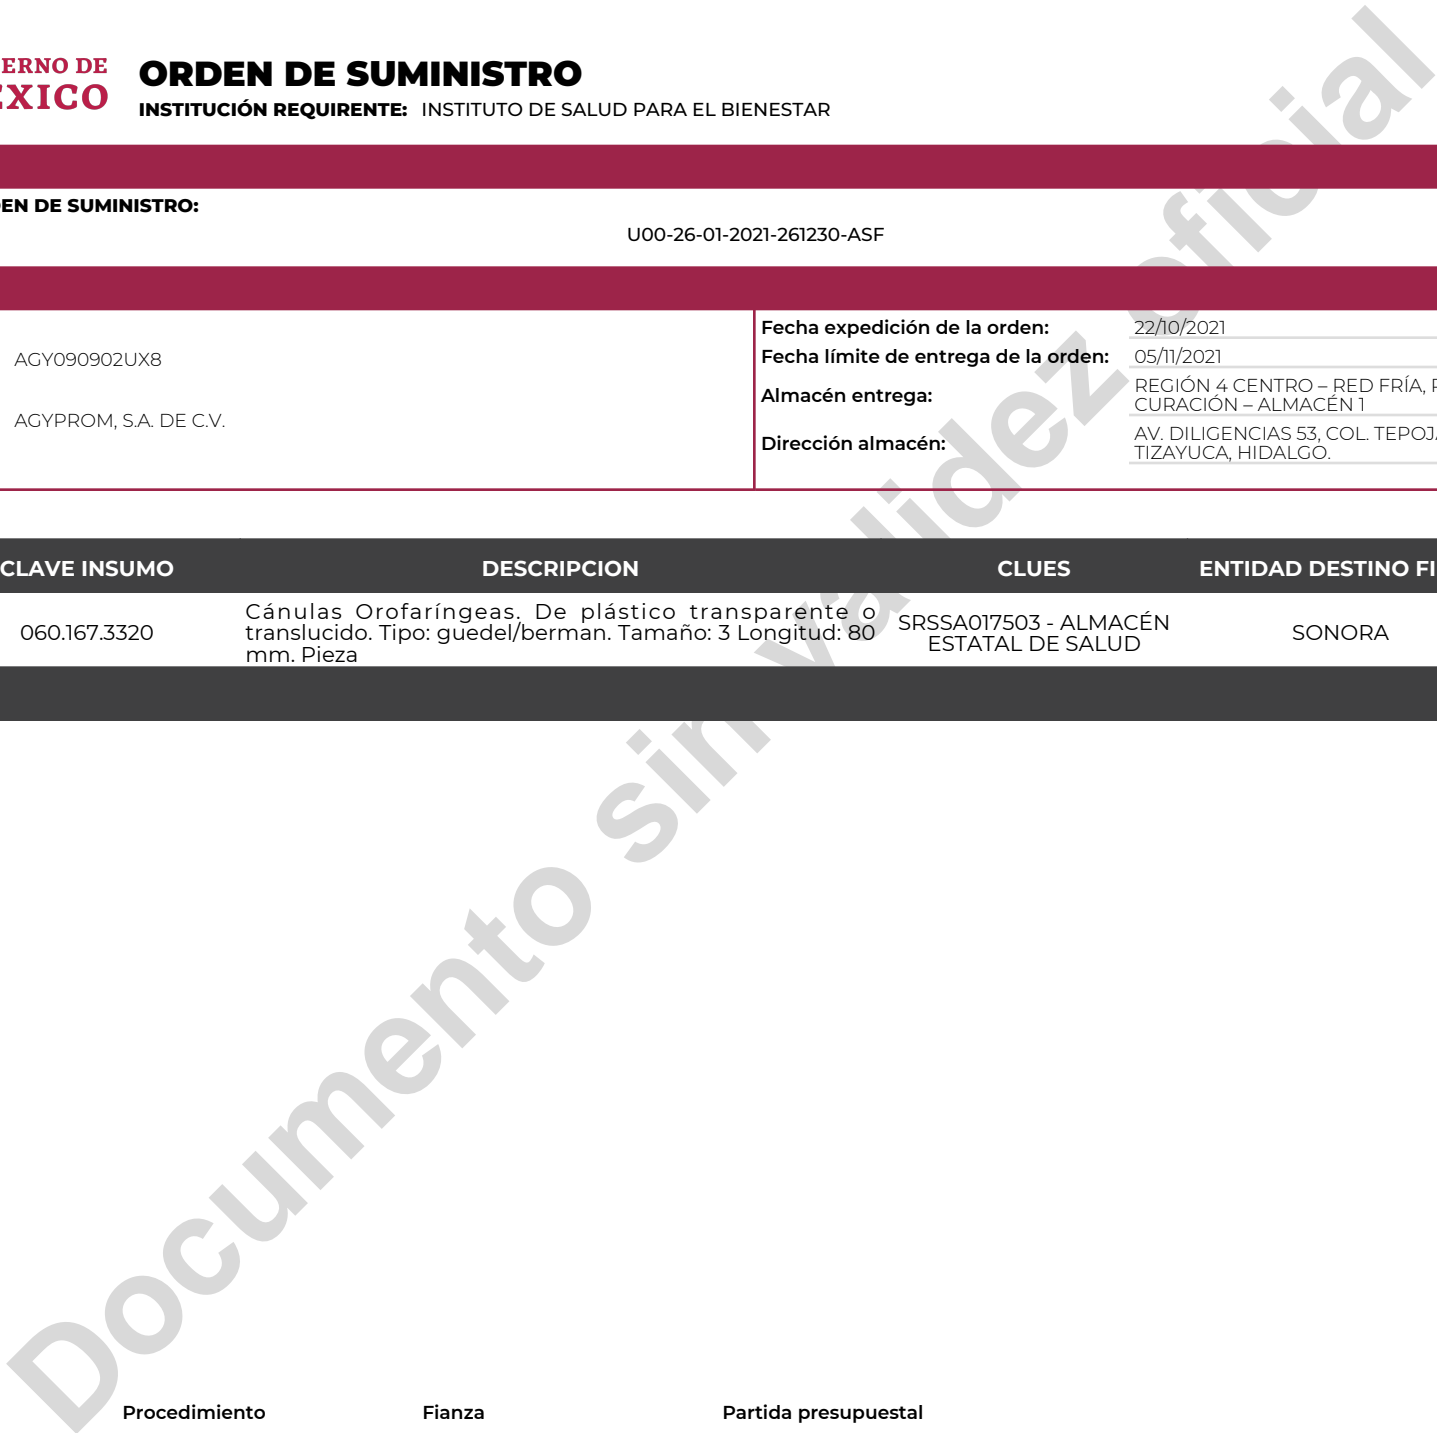 ERNO DE
EXICO
ORDEN DE SUMINISTRO
INSTITUCIÓN REQUIRENTE: INSTITUTO DE SALUD PARA EL BIENESTAR
EN DE SUMINISTRO:
U00-26-01-2021-261230-ASF
AGY090902UX8
AGYPROM, S.A. DE C.V.
Fecha expedición de la orden: 22/10/2021
Fecha límite de entrega de la orden: 05/11/2021
Almacén entrega: REGIÓN 4 CENTRO – RED FRÍA,
CURACIÓN – ALMACÉN 1
Dirección almacén: AV. DILIGENCIAS 53, COL. TEPOJ
TIZAYUCA, HIDALGO.
CLAVE INSUMO DESCRIPCION CLUES ENTIDAD DESTINO FI
060.167.3320
Cánulas Orofaríngeas. De plástico transparente o
translucido. Tipo: guedel/berman. Tamaño: 3 Longitud: 80
mm. Pieza
SRSSA017503 - ALMACÉN
ESTATAL DE SALUD
SONORA
Documento sin validez oficial
Procedimiento Fianza Partida presupuestal